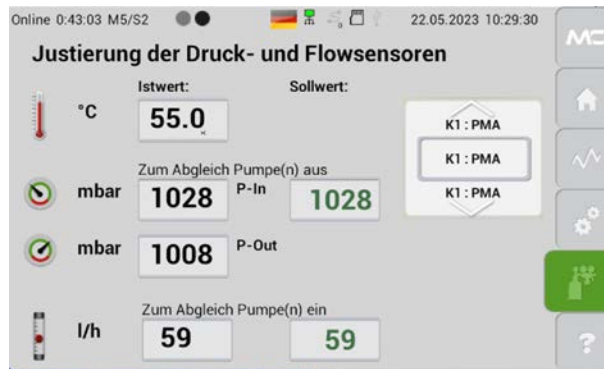 Online 0:43:03 M5/S2 22.05.2023 10:29:30
Justierung der Druck- und Flowsensoren
Istwert: Sollwert:
°C 55.0
K1 : PMA
K1 : PMA
K1 : PMA
Zum Abgleich Pumpe(n) aus
mbar 1028 P-In 1028
mbar 1008 P-Out
Zum Abgleich Pumpe(n) ein
l/h 59 59
MC
?